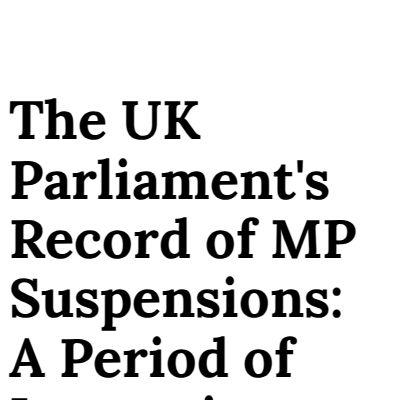 The UK
Parliament's
Record of MP
Suspensions:
A Period of